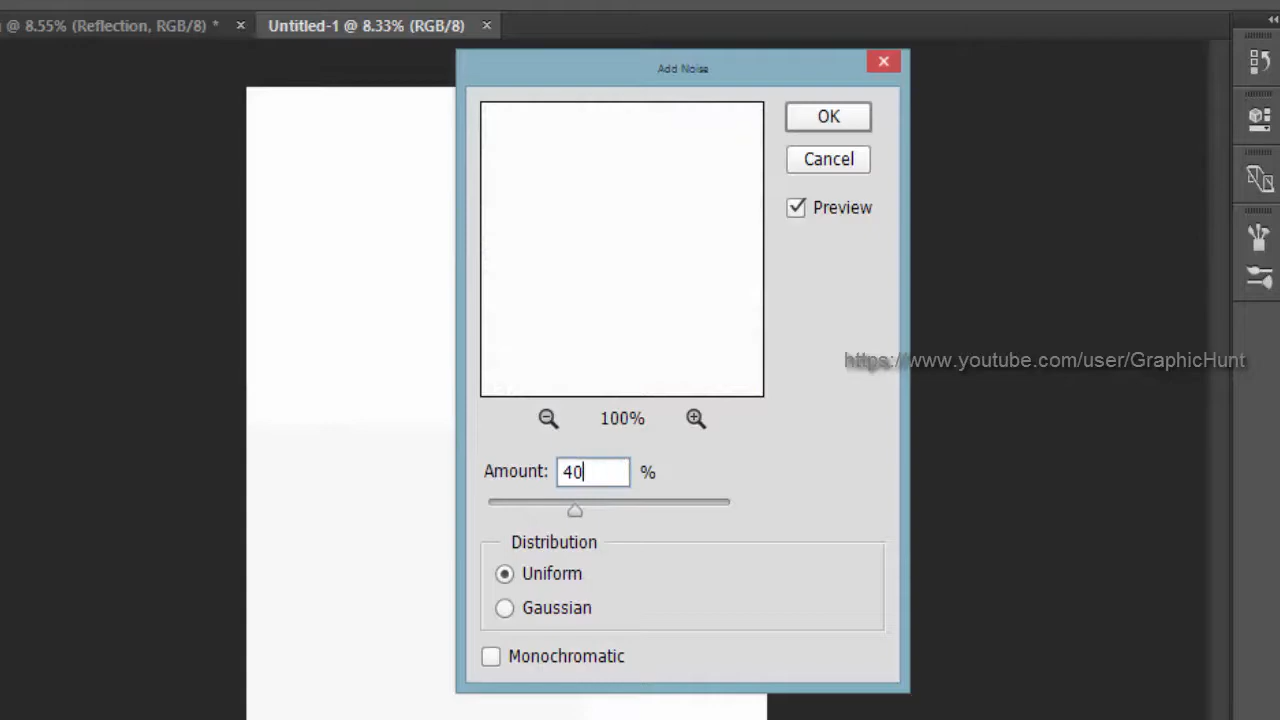 @ 8.55% (Reflection, RGB/8) * ×
Untitled-1 @ 8.33% (RGB/8) ×
Add Noise
OK
Cancel
Preview
https://www.youtube.com/user/GraphicHunt
100%
Amount: 40 %
Distribution
Uniform
Gaussian
Monochromatic